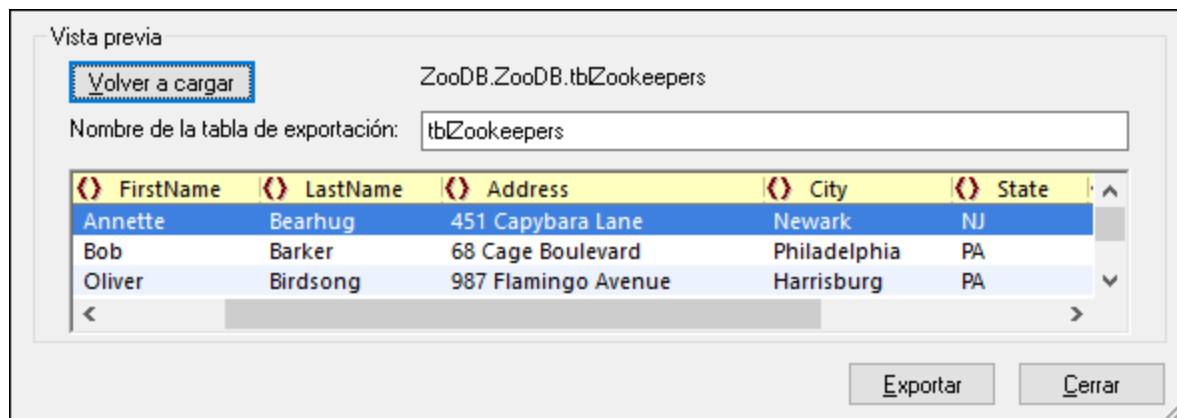 Vista previa
Volver a cargar ZooDB.ZooDB.tblZookeepers
Nombre de la tabla de exportación: tblZookeepers
FirstName LastName Address City State
Annette Bearhug 451 Capybara Lane Newark NJ
Bob Barker 68 Cage Boulevard Philadelphia PA
Oliver Birdsong 987 Flamingo Avenue Harrisburg PA
Exportar Cerrar